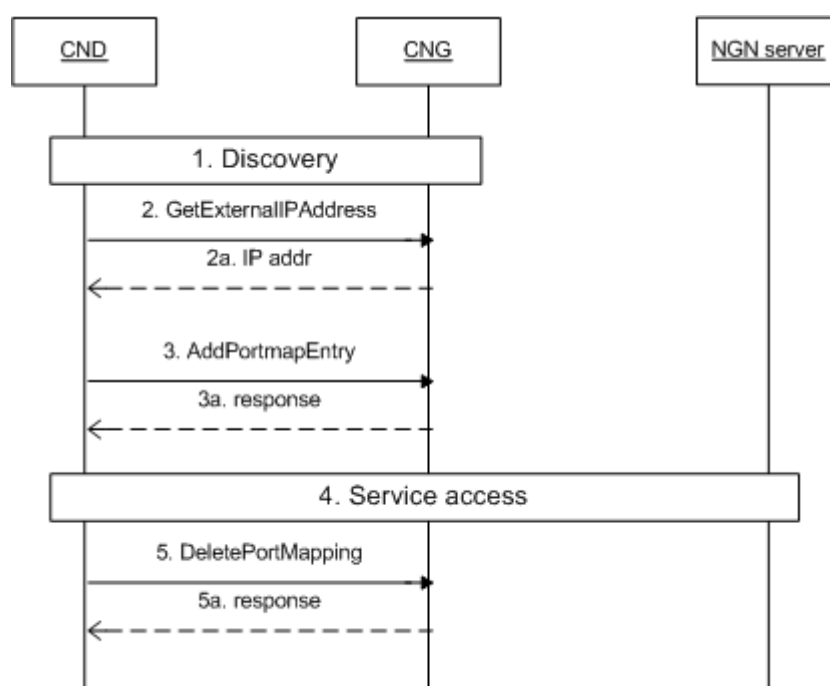 CND
CNG
NGN server
1. Discovery
2. GetExternalIPAddress
2a. IP addr
3. AddPortmapEntry
3a. response
4. Service access
5. DeletePortMapping
5a. response